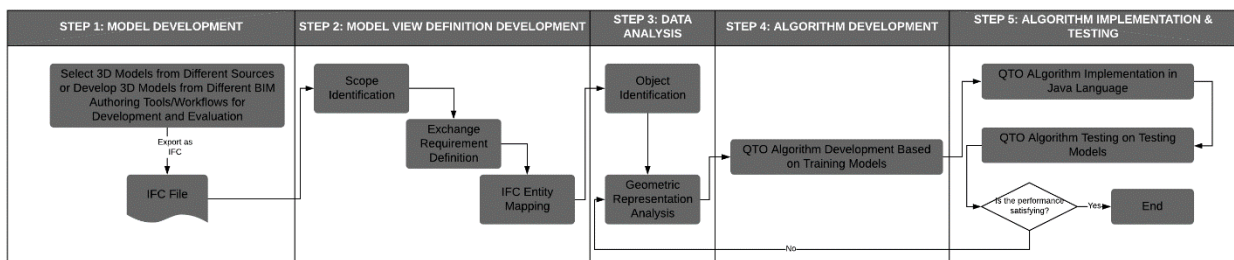 STEP 1: MODEL DEVELOPMENT
Select 3D Models from Different Sources
or Develop 3D Models from Different BIM
Authoring Tools/Workflows for
Development and Evaluation
Export as
IFC
IFC File
STEP 2: MODEL VIEW DEFINITION DEVELOPMENT
Scope
Identification
Exchange
Requirement
Definition
IFC Entity
Mapping
STEP 3: DATA
ANALYSIS
Object
Identification
Geometric
Representation
Analysis
STEP 4: ALGORITHM DEVELOPMENT
QTO Algorithm Development Based
on Training Models
STEP 5: ALGORITHM IMPLEMENTATION &
TESTING
QTO ALgorithm Implementation in
Java Language
QTO Algorithm Testing on Testing
Models
Is the performance
satisfying?
Yes
End
No